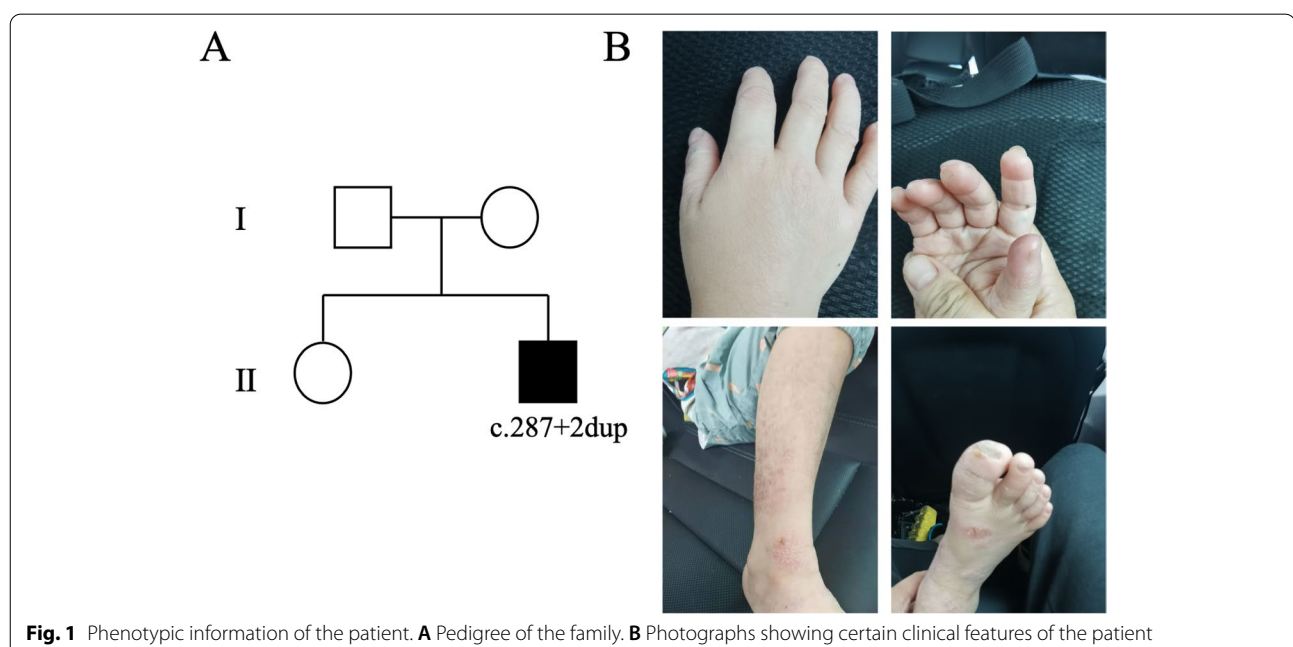 A
B
I
II
c.287+2dup
Fig. 1 Phenotypic information of the patient. A Pedigree of the family. B Photographs showing certain clinical features of the patient